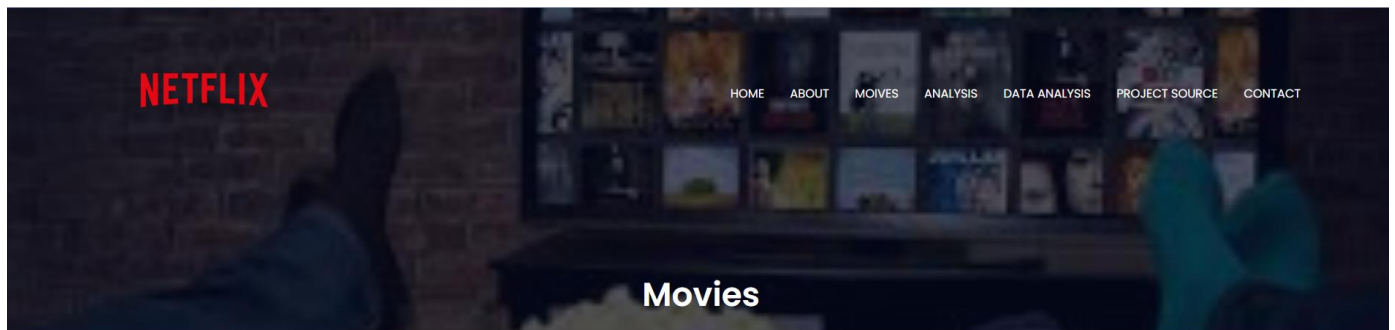 NETFLIX
HOME ABOUT MOIVES ANALYSIS DATA ANALYSIS PROJECT SOURCE CONTACT
Movies